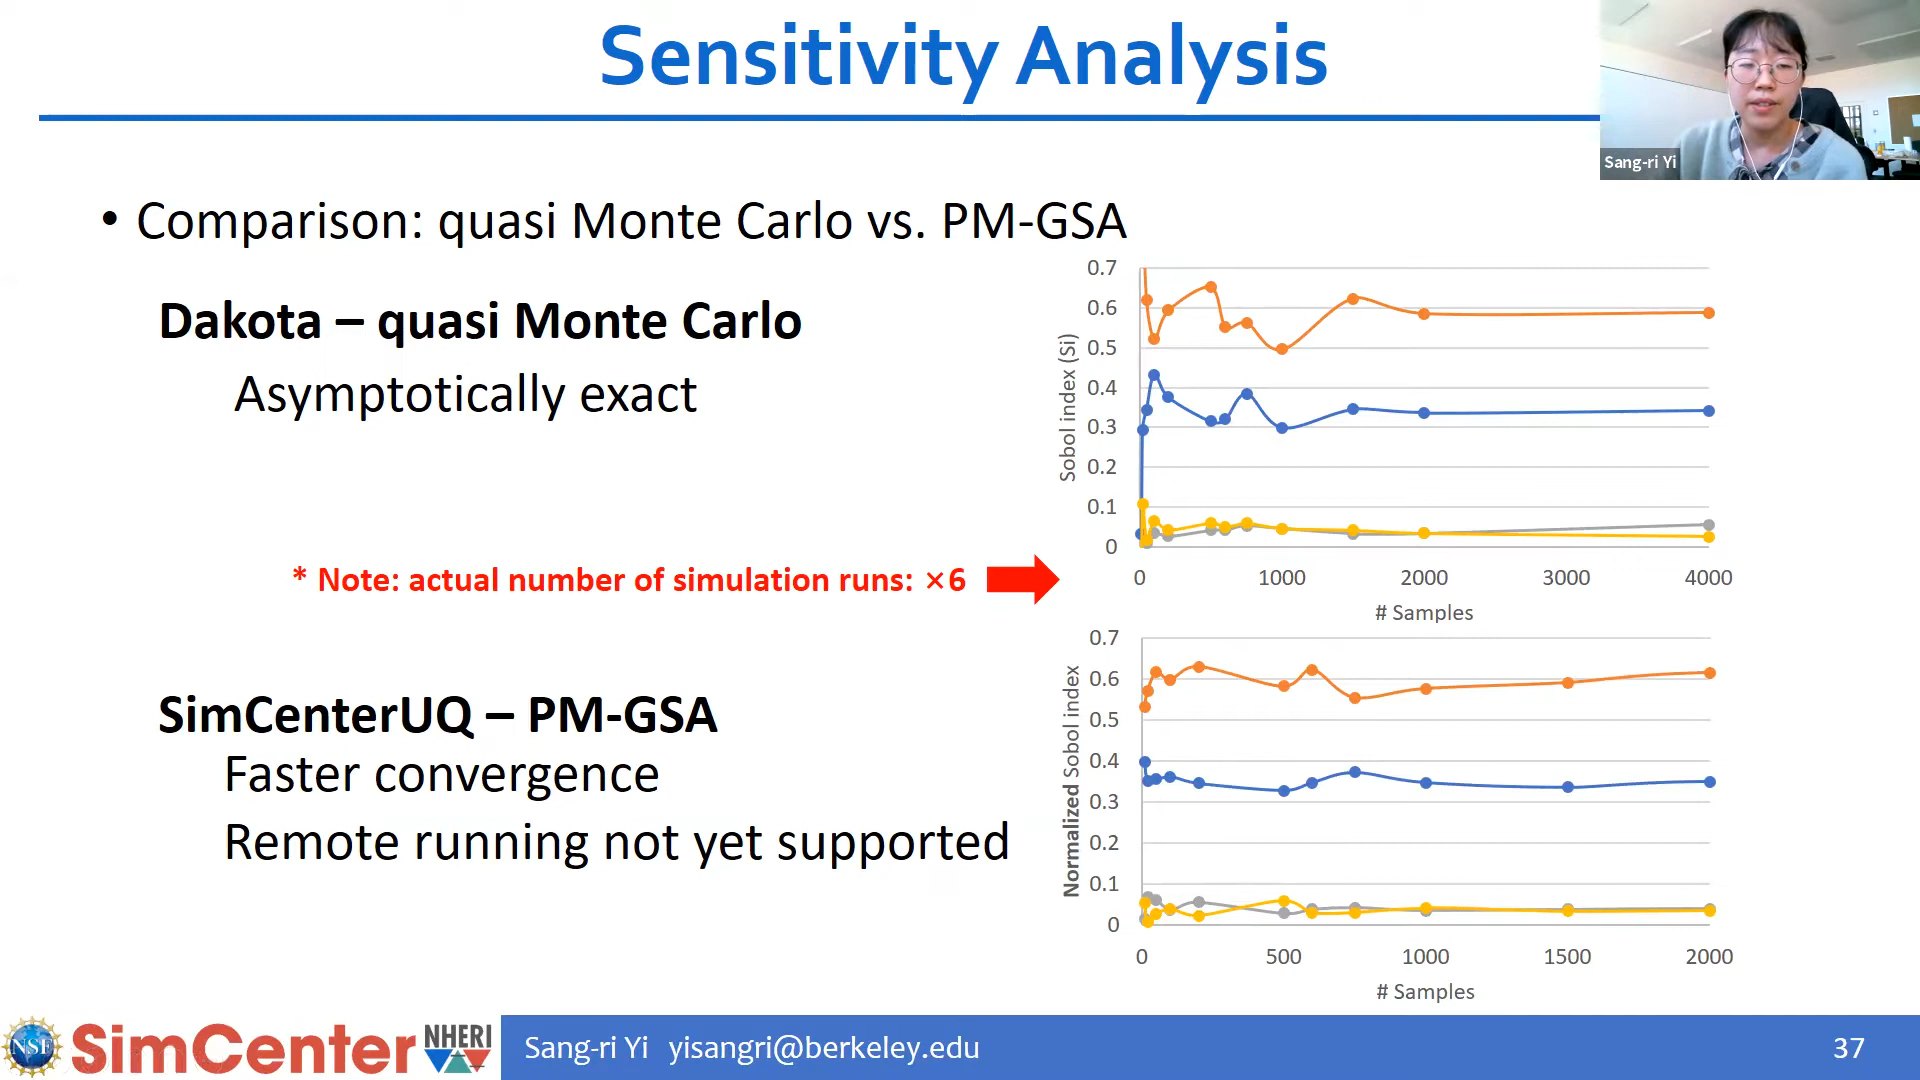 Sensitivity Analysis
Sang-ri Yi
• Comparison: quasi Monte Carlo vs. PM-GSA
Dakota – quasi Monte Carlo
Asymptotically exact
* Note: actual number of simulation runs: ×6
SimCenterUQ – PM-GSA
Faster convergence
Remote running not yet supported
Sobol index (Si)
0.7
0.6
0.5
0.4
0.3
0.2
0.1
0
0 1000 2000 3000 4000
# Samples
Normalized Sobol index
0.7
0.6
0.5
0.4
0.3
0.2
0.1
0
0 500 1000 1500 2000
# Samples
NSF
SimCenter
NHERI
Sang-ri Yi yisangri@berkeley.edu
37